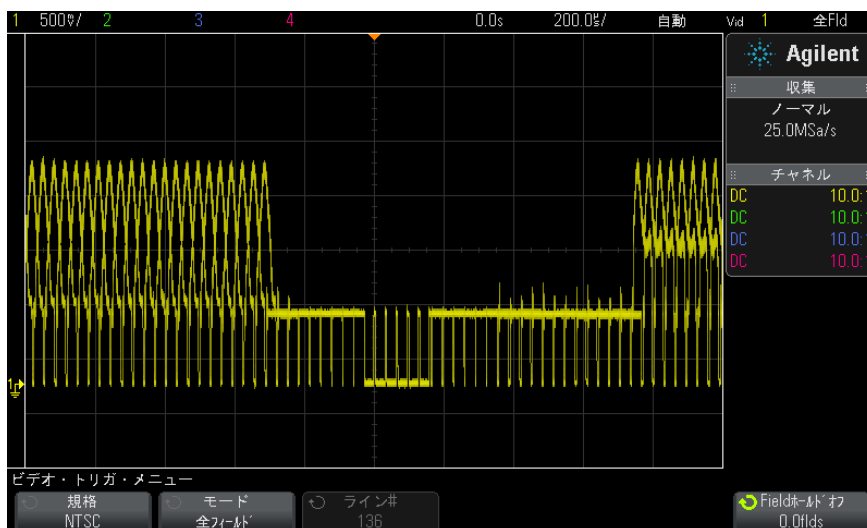 1 500㎷/ 2 3 4 0.0s 200.0㎲/ 自動 Vid 1 全Fld
Agilent
収集
ノーマル
25.0MSa/s
チャネル
DC 10.0:
DC 10.0:
DC 10.0:
DC 10.0:
1
ビデオ・トリガ・メニュー
規格 モード ライン# Fieldﾎｰﾙﾄﾞｵﾌ
NTSC 全ﾌｨｰﾙﾄﾞ 136 0.0flds